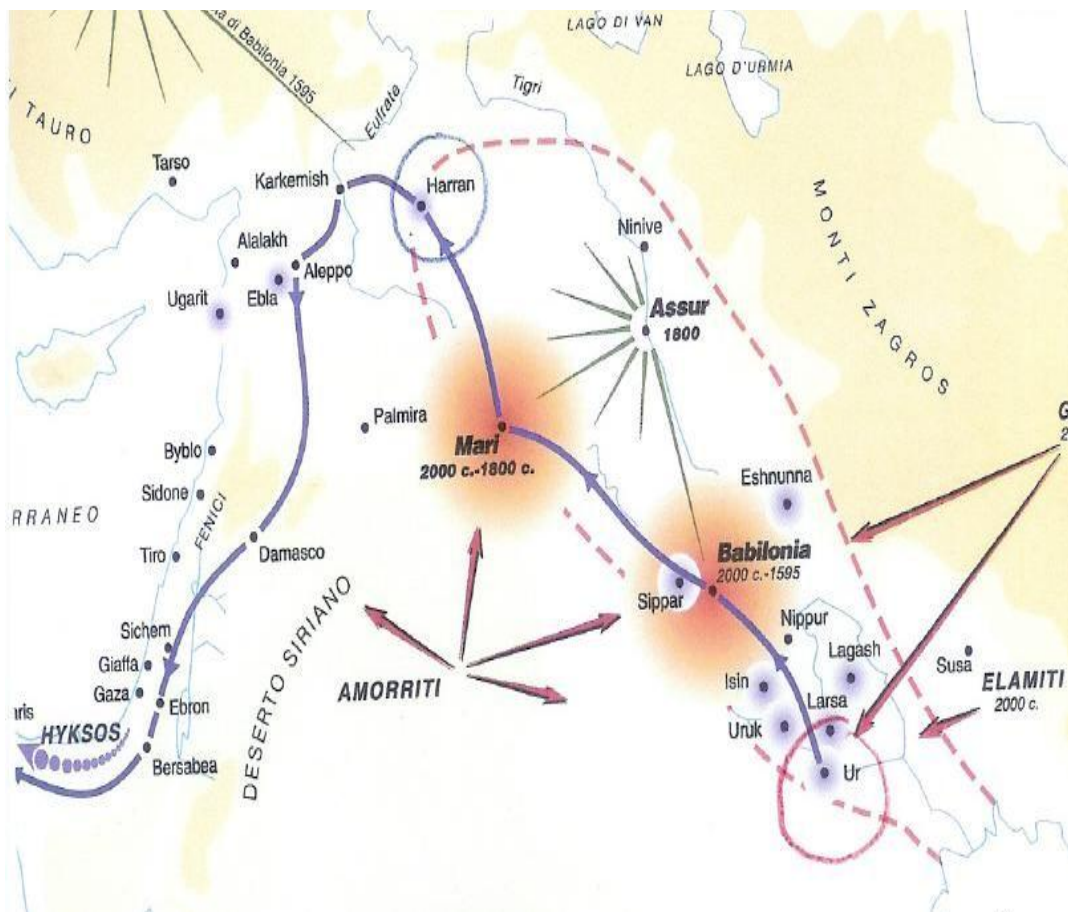 LAGO DI VAN
LAGO D'URMIA
di Babilonia 1595
Eufrate
Tigri
TAURO
Tarso
Karkemish
Harran
MONTI ZAGROS
Ninive
Alalakh
Aleppo
Ebla
Ugarit
Assur
1800
Palmira
Mari
2000 c.-1800 c.
Byblo
Sidone
FENICI
RRANEO
Tiro
Damasco
Eshnunna
Babilonia
2000 c.-1595
Sippar
Nippur
DESERTO SIRIANO
Sichem
Giaffa
Gaza
Ebron
HYKSOS
Bersabea
AMORRITI
Isin
Lagash
Larsa
Uruk
Ur
Susa
ELAMITI
2000 c.
G
2